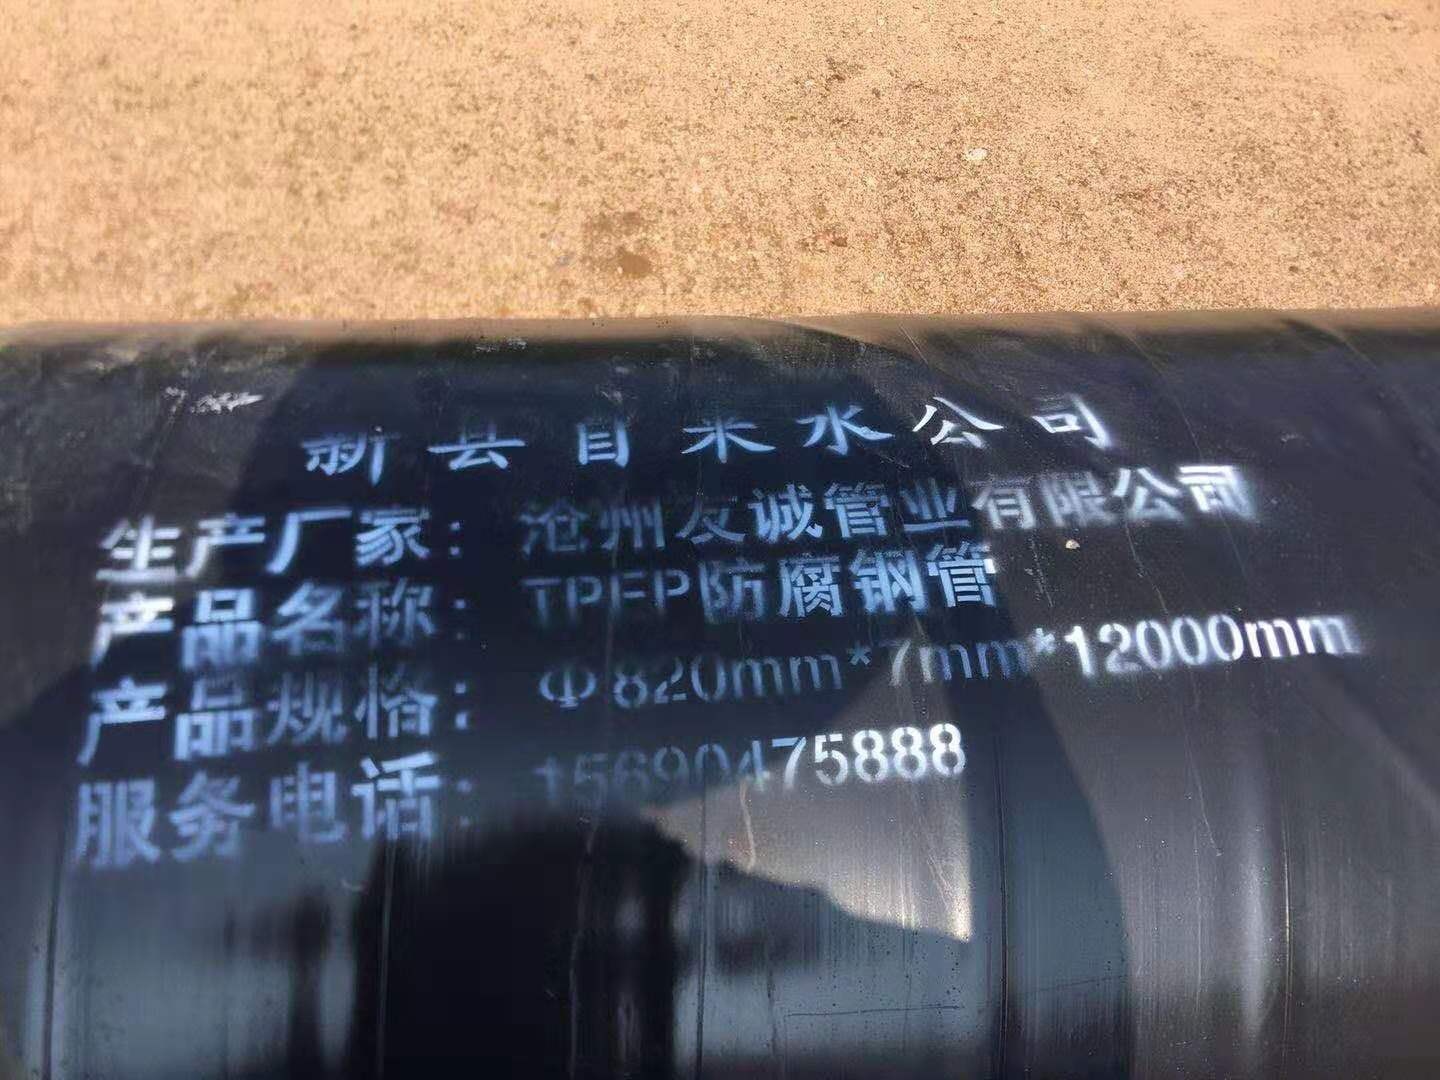 新县自来水公司
生产厂家：沧州友诚管业有限公司
产品名称：TPEP防腐钢管
产品规格：Φ820mm*7mm*12000mm
服务电话：15690475888